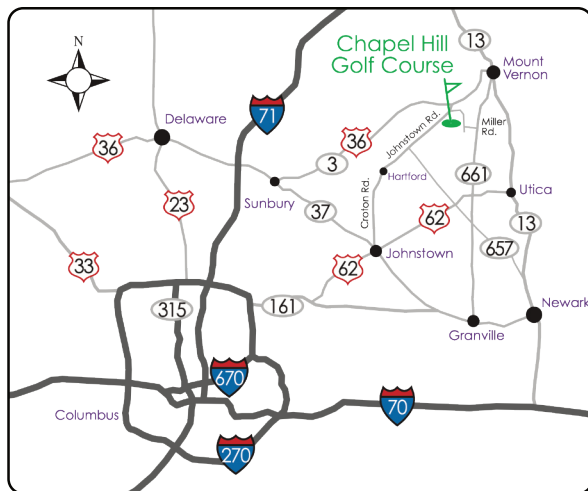 N
13
Chapel Hill
Golf Course
Mount
Vernon
71
Delaware
36
3
36
Johnstown Rd.
Miller
Rd.
Hartford
661
Sunbury
23
37
Croton Rd.
62
Utica
13
657
33
62
Johnstown
161
315
Newark
Granville
670
Columbus
70
270